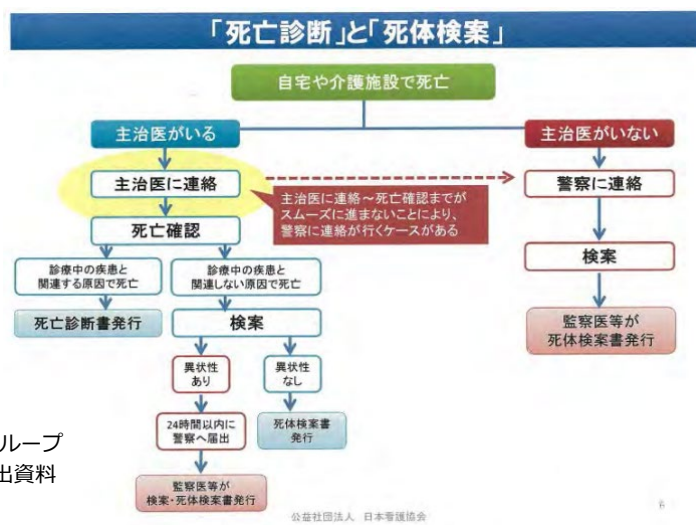 「死亡診断」と「死体検案」
自宅や介護施設で死亡
主治医がいる
主治医がいない
主治医に連絡
警察に連絡
主治医に連絡～死亡確認までが
スムーズに進まないことにより、
警察に連絡が行くケースがある
死亡確認
検案
診療中の疾患と
関連する原因で死亡
診療中の疾患と
関連しない原因で死亡
死亡診断書発行
検案
監察医等が
死体検案書発行
異状性
あり
異状性
なし
24時間以内に
警察へ届出
死体検案書
発行
ループ
出資料
監察医等が
検案・死体検案書発行
公益社団法人 日本看護協会
6